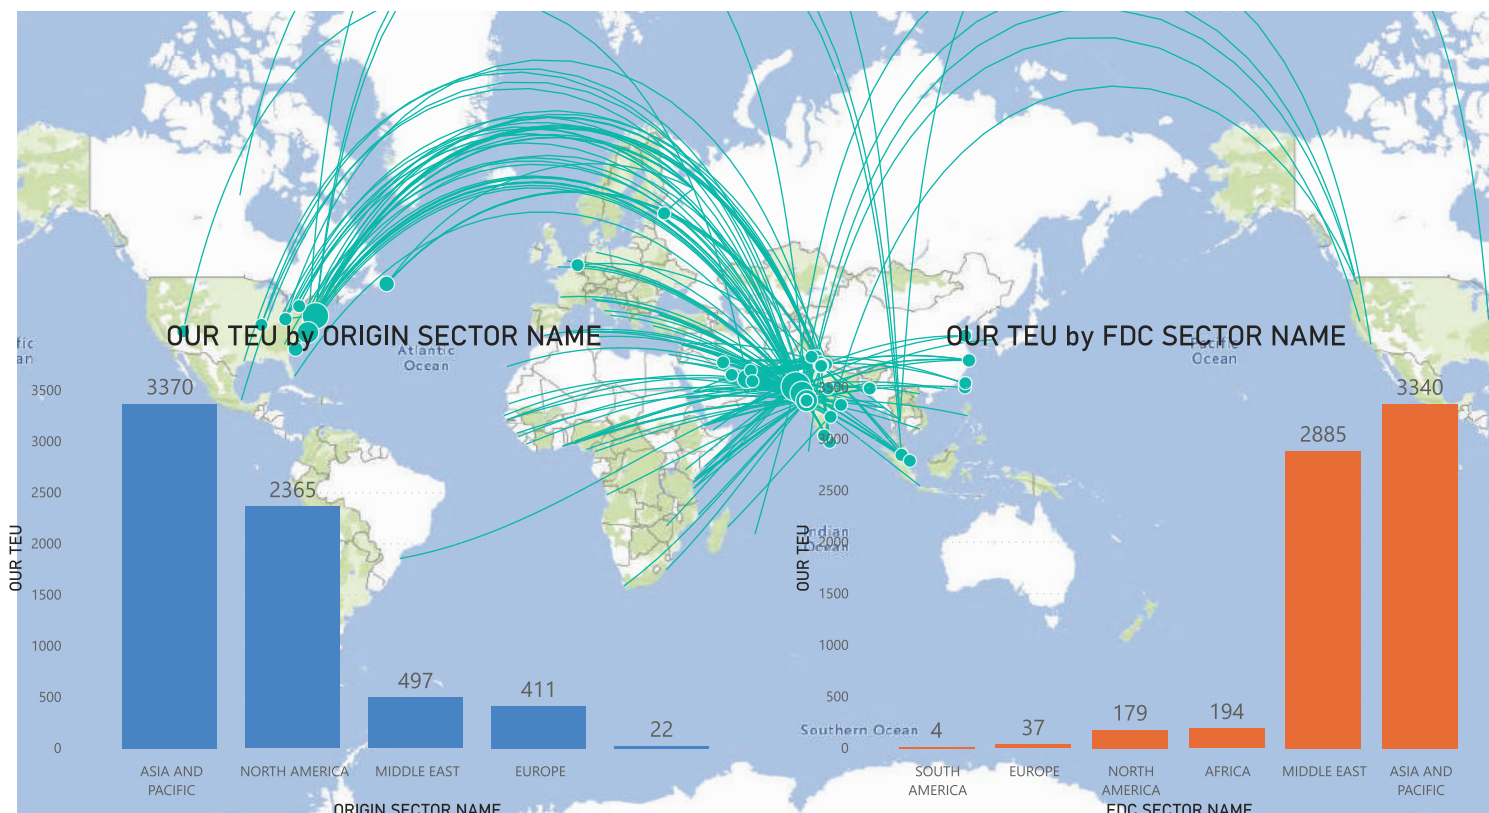 OUR TEU by ORIGIN SECTOR NAME
fic
an
Atlantic
Ocean
OUR TEU
3500
3000
2500
2000
1500
1000
500
0
3370
2365
497
411
22
ASIA AND
PACIFIC
NORTH AMERICA
MIDDLE EAST
EUROPE
ORIGIN SECTOR NAME
OUR TEU by FDC SECTOR NAME
Pacific
Ocean
Indian
Ocean
Southern Ocean
OUR TEU
3500
3000
2500
2000
1500
1000
500
0
4
37
179
194
2885
3340
SOUTH
AMERICA
EUROPE
NORTH
AMERICA
AFRICA
MIDDLE EAST
ASIA AND
PACIFIC
FDC SECTOR NAME